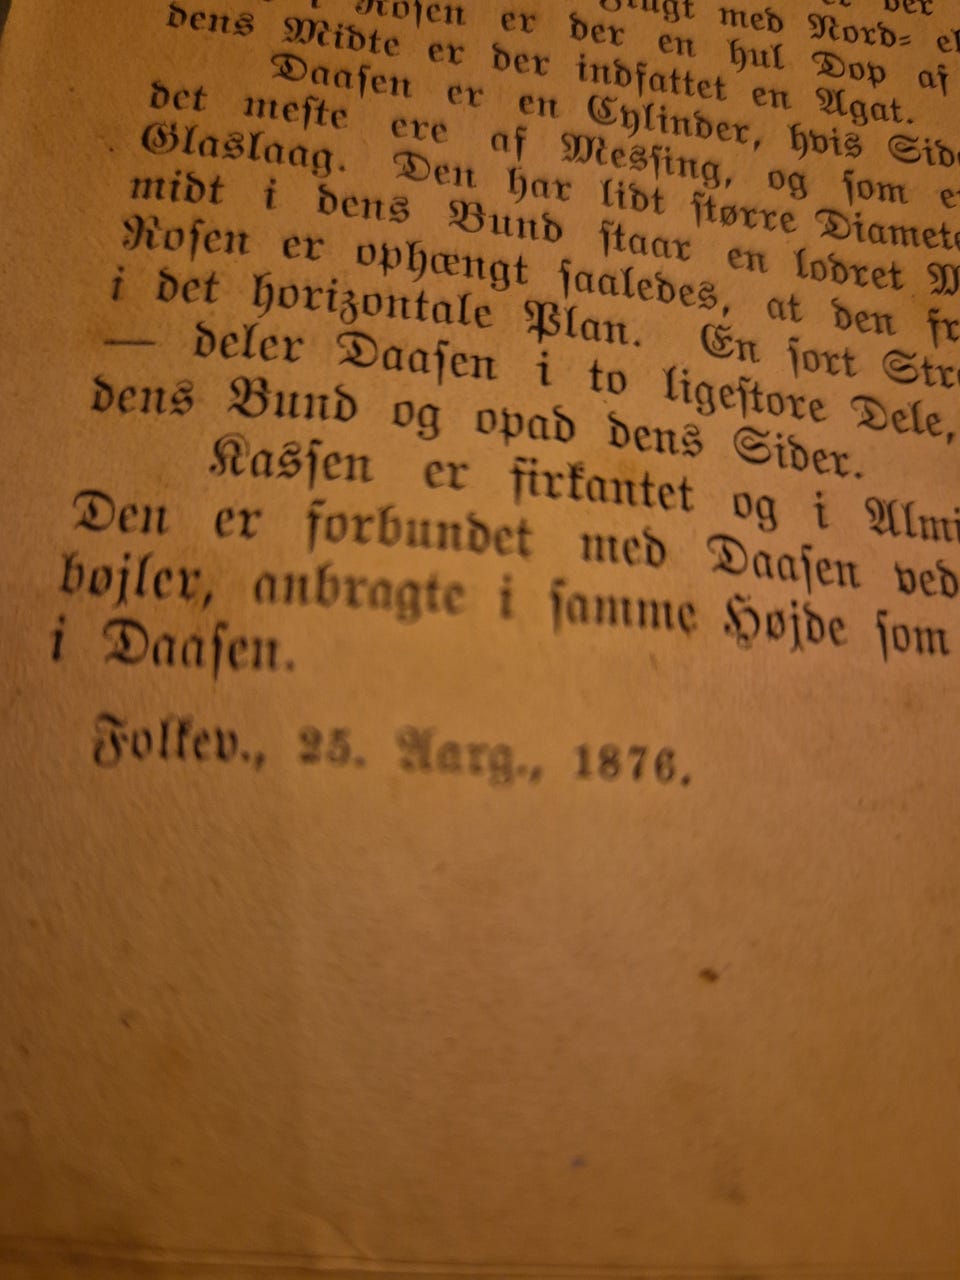 Rosen er der en hul Dop af
dens Midte er der indfattet en Agat.
Daasen er en Cylinder, hvis
det meste ere af Messing, og som
Glaslaag. Den har lidt større
midt i dens Bund staar en lodret
Rosen er ophængt saaledes, at den
i det horizontale Plan. En sort
— deler Daasen i to ligestore Dele,
dens Bund og opad dens Sider.
Kassen er firkantet og i
Den er forbundet med Daasen ved
bøjler, anbragte i samme Højde som
i Daasen.
Folkev., 25. Aarg., 1876.